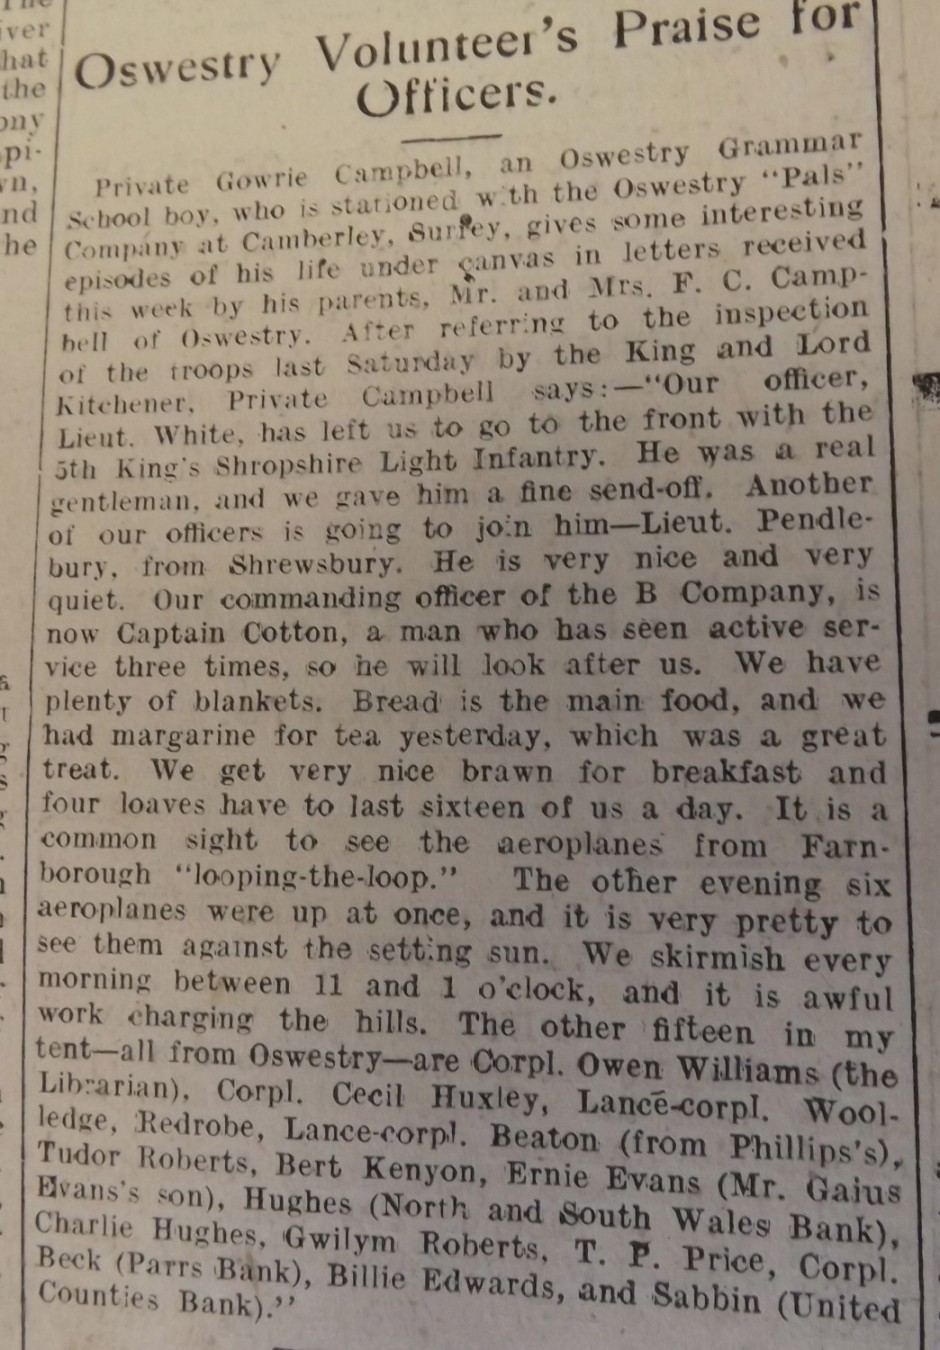 Oswestry Volunteer's Praise for
Officers.
Private Gowrie Campbell, an Oswestry Grammar
School boy, who is stationed with the Oswestry "Pals"
Company at Camberley, Surrey, gives some interesting
episodes of his life under canvas in letters received
this week by his parents, Mr. and Mrs. F. C. Camp-
bell of Oswestry. After referring to the inspection
of the troops last Saturday by the King and Lord
Kitchener, Private Campbell says:—"Our officer,
Lieut. White, has left us to go to the front with the
5th King's Shropshire Light Infantry. He was a real
gentleman, and we gave him a fine send-off. Another
of our officers is going to join him—Lieut. Pendle-
bury, from Shrewsbury. He is very nice and very
quiet. Our commanding officer of the B Company, is
now Captain Cotton, a man who has seen active ser-
vice three times, so he will look after us. We have
plenty of blankets. Bread is the main food, and we
had margarine for tea yesterday, which was a great
treat. We get very nice brawn for breakfast and
four loaves have to last sixteen of us a day. It is a
common sight to see the aeroplanes from Farn-
borough "looping-the-loop." The other evening six
aeroplanes were up at once, and it is very pretty to
see them against the setting sun. We skirmish every
morning between 11 and 1 o'clock, and it is awful
work charging the hills. The other fifteen in my
tent—all from Oswestry—are Corpl. Owen Williams (the
Librarian), Corpl. Cecil Huxley, Lance-corpl. Wool-
ledge, Redrobe, Lance-corpl. Beaton (from Phillips's),
Tudor Roberts, Bert Kenyon, Ernie Evans (Mr. Gaius
Evans's son), Hughes (North and South Wales Bank),
Charlie Hughes, Gwilym Roberts, T. P. Price, Corpl.
Beck (Parrs Bank), Billie Edwards, and Sabbin (United
Counties Bank)."